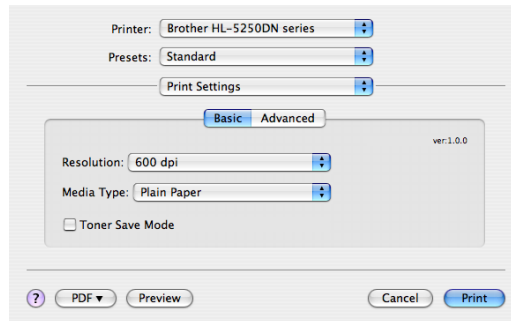 Printer: Brother HL-5250DN series
Presets: Standard
Print Settings
Basic Advanced
ver:1.0.0
Resolution: 600 dpi
Media Type: Plain Paper
Toner Save Mode
? PDF ▼ Preview Cancel Print